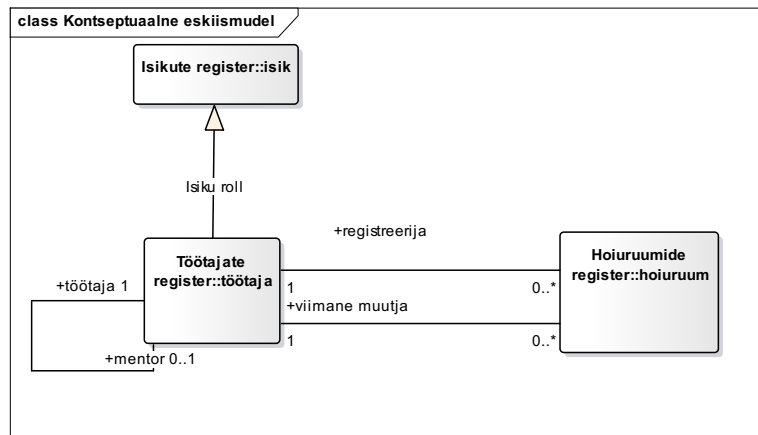 class Kontseptuaalne eskiismudel
Isikute register::isik
Isiku roll
+registreerija
Töötajate
register::töötaja
Hoiuruumide
register::hoiuruum
+töötaja 1
1
0..*
+viimane muutja
1
0..*
+mentor 0..1